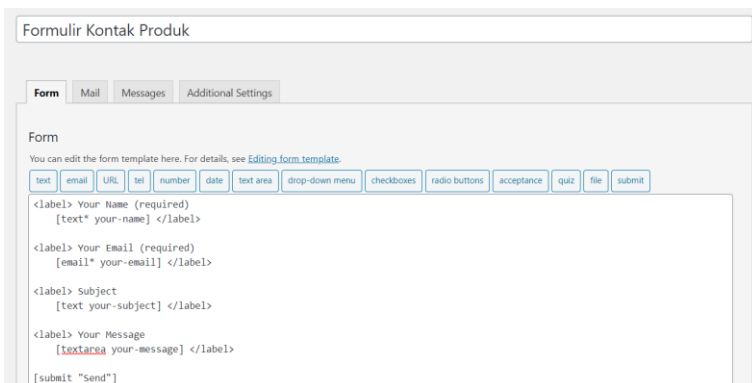 Formulir Kontak Produk
Form Mail Messages Additional Settings
Form
You can edit the form template here. For details, see Editing form template.
text email URL tel number date text area drop-down menu checkboxes radio buttons acceptance quiz file submit
<label> Your Name (required)
[text* your-name] </label>
<label> Your Email (required)
[email* your-email] </label>
<label> Subject
[text your-subject] </label>
<label> Your Message
[textarea your-message] </label>
[submit "Send"]